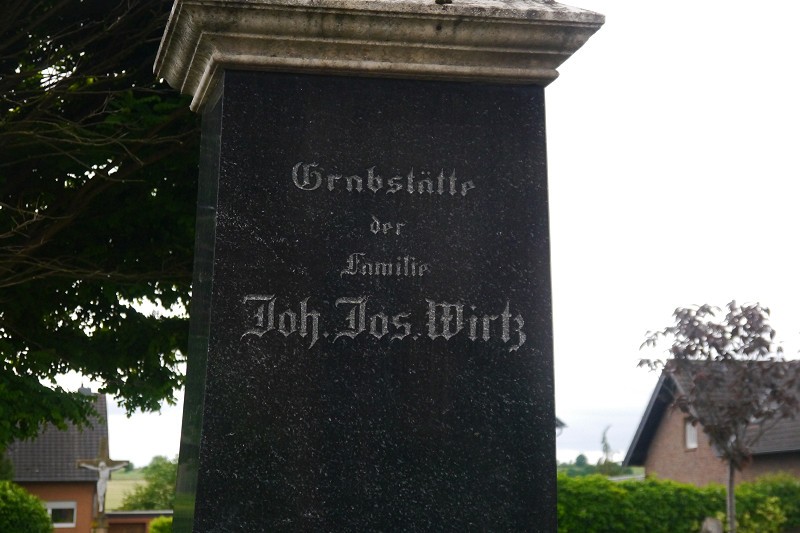 Grabstätte
der
Familie
Joh. Jos. Wirtz